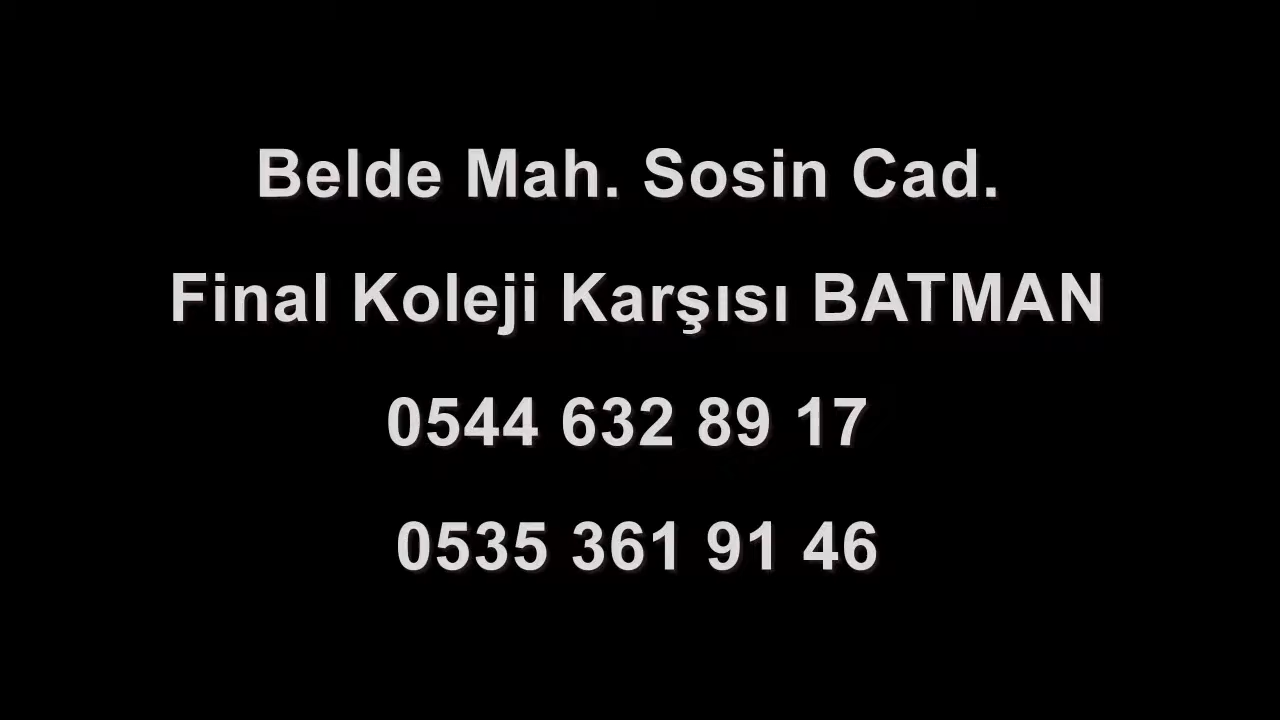 Belde Mah. Sosin Cad.
Final Koleji Karşısı BATMAN
0544 632 89 17
0535 361 91 46